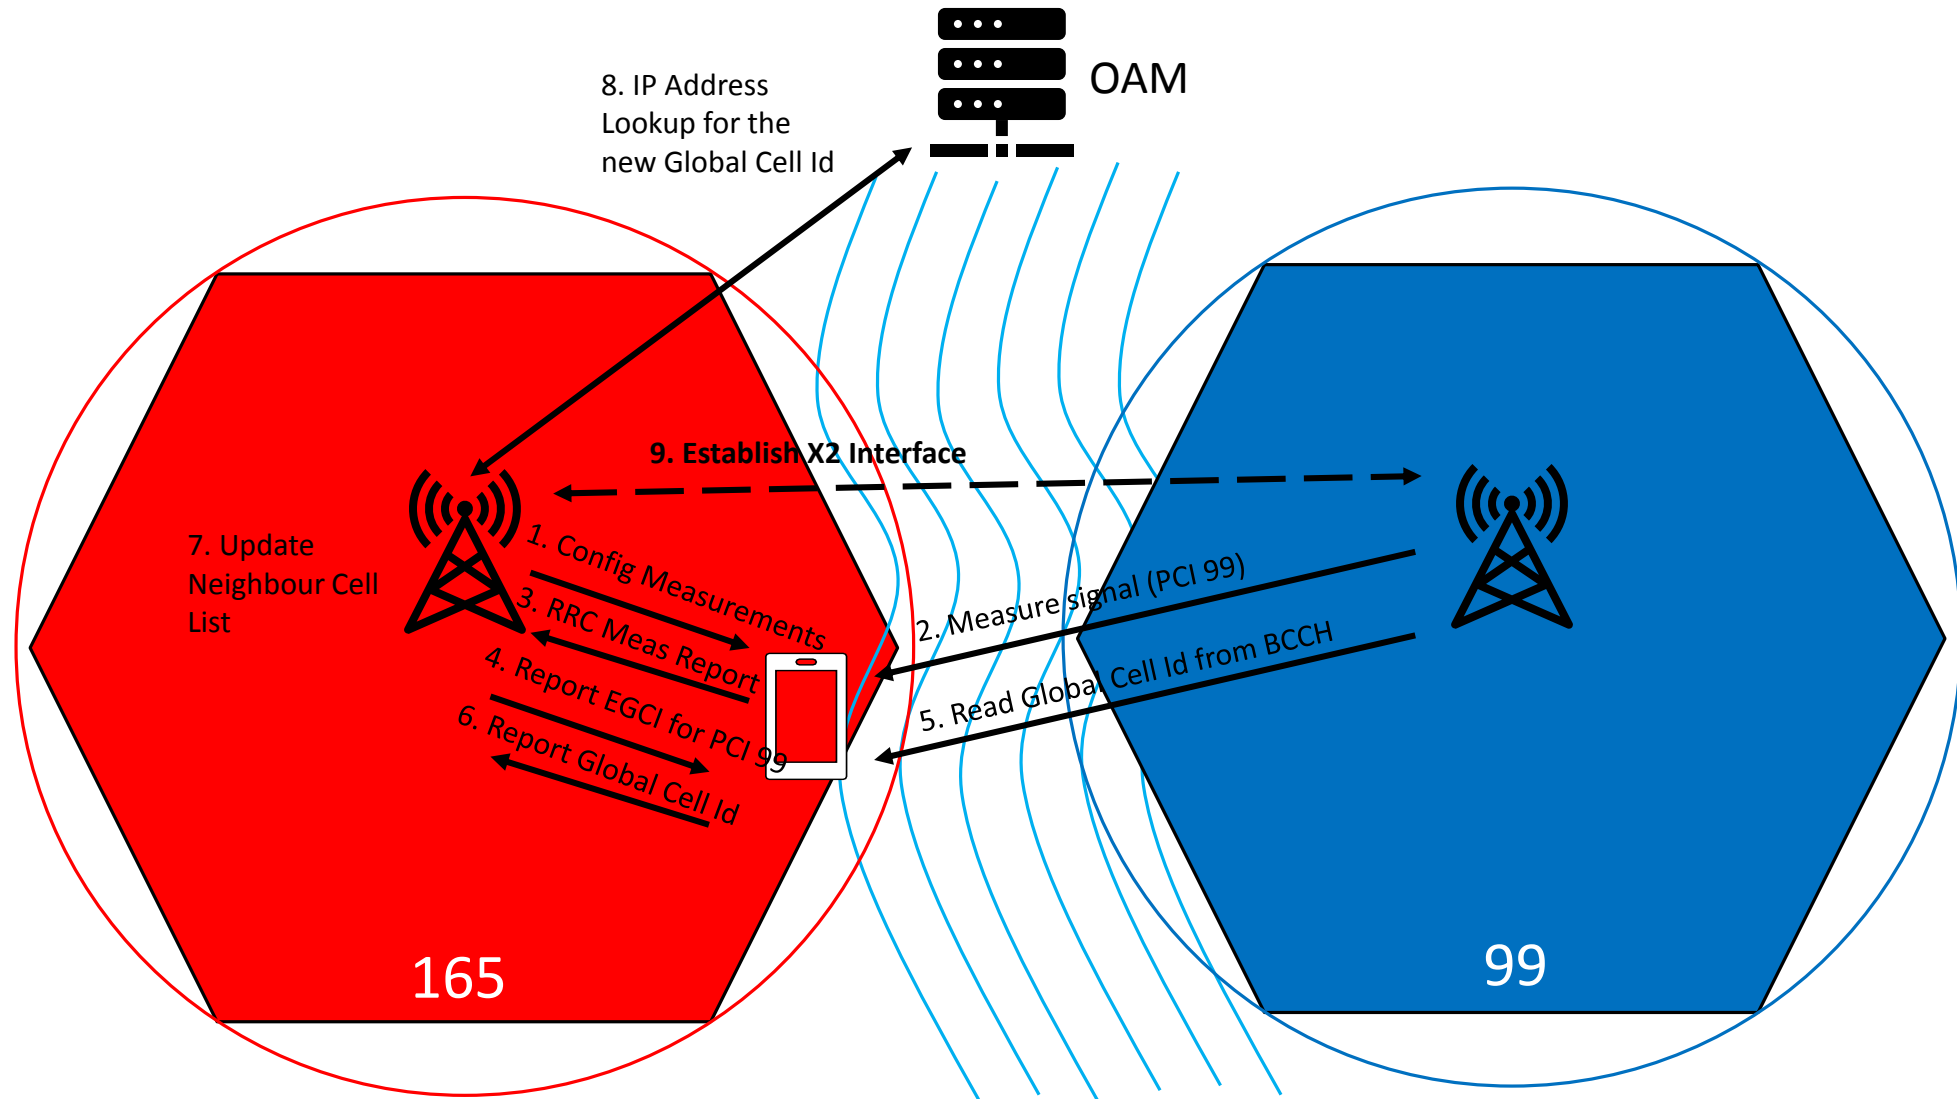 OAM
8. IP Address
Lookup for the
new Global Cell Id
9. Establish X2 Interface
7. Update
Neighbour Cell
List
1. Config Measurements
3. RRC Meas Report
4. Report EGCI for PCI 99
6. Report Global Cell Id
2. Measure signal (PCI 99)
5. Read Global Cell Id from BCCH
165
99